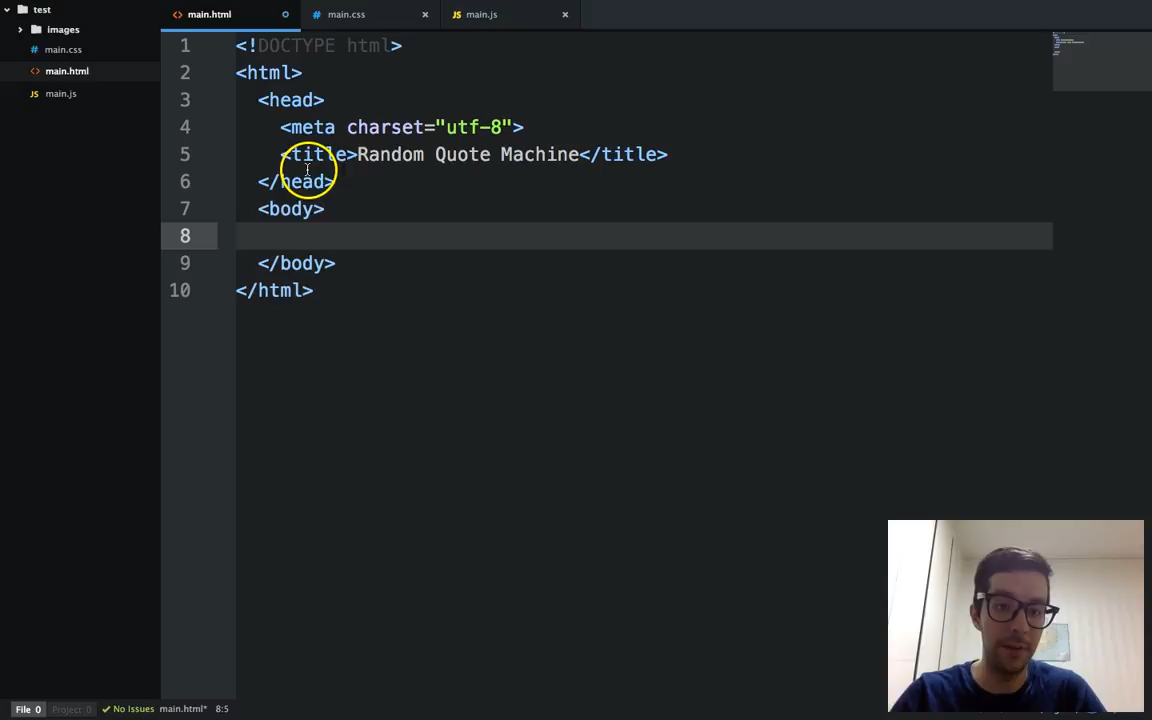 test
images
main.css
main.html
main.js
main.html
main.css
main.js
1 <!DOCTYPE html>
2 <html>
3 <head>
4 <meta charset="utf-8">
5 <title>Random Quote Machine</title>
6 </head>
7 <body>
8
9 </body>
10 </html>
File 0 Project 0 No Issues main.html* 8:5